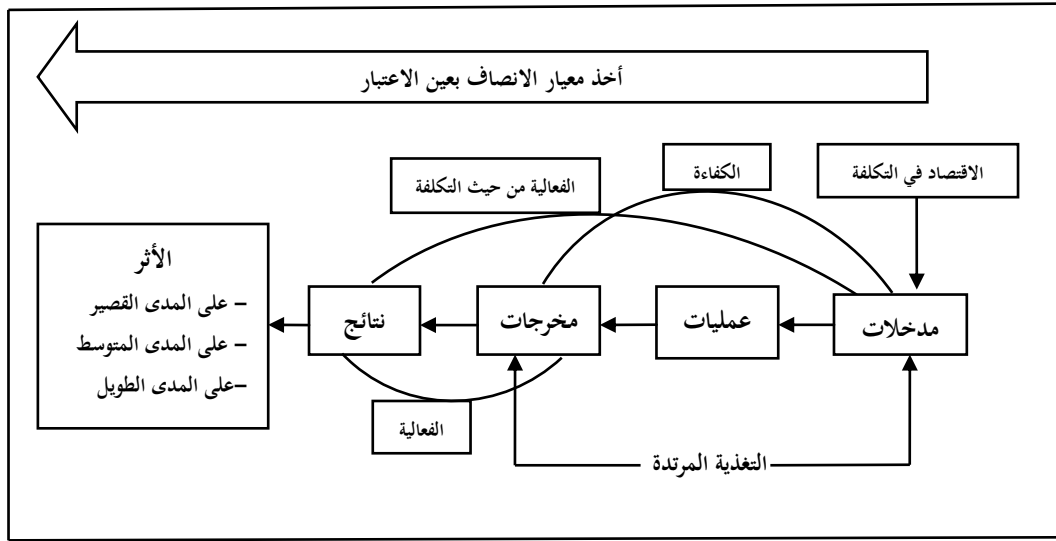 أخذ معيار الانصاف بعين الاعتبار
الاقتصاد في التكلفة
الكفاءة
الفعالية من حيث التكلفة
مدخلات
عمليات
مخرجات
نتائج
الأثر
– على المدى القصير
– على المدى المتوسط
–على المدى الطويل
الفعالية
التغذية المرتدة